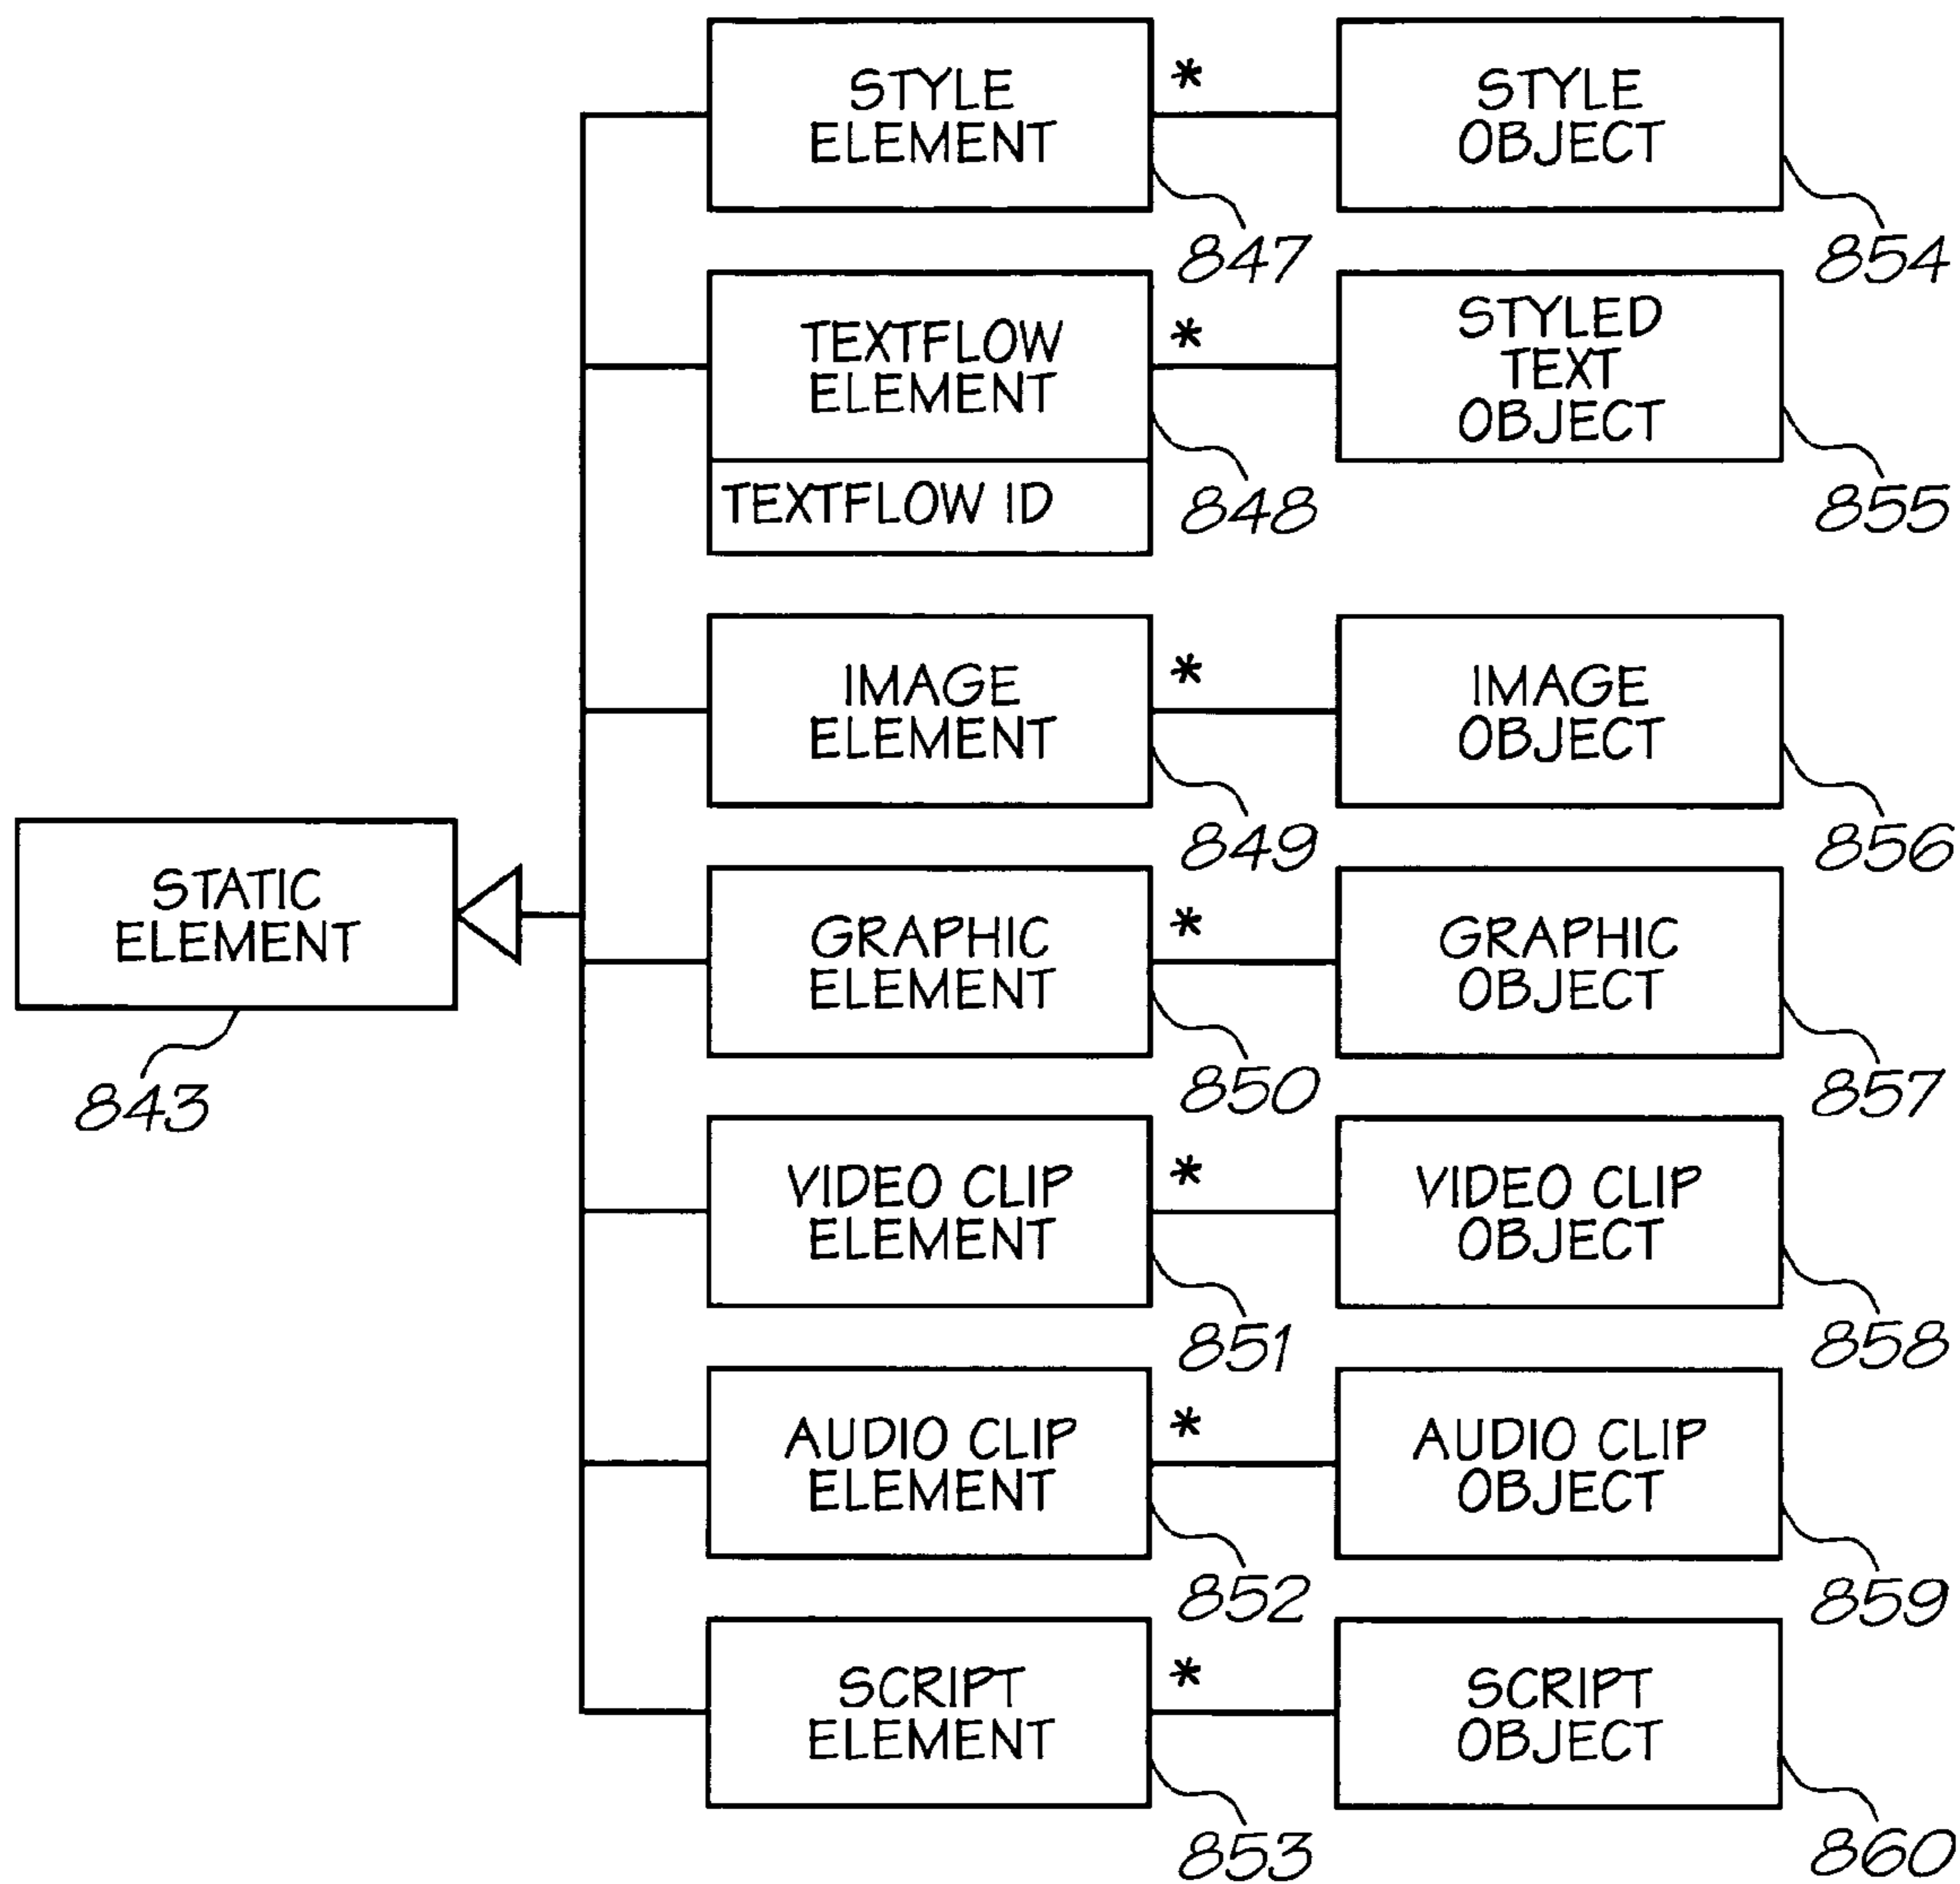 STYLE
ELEMENT
*
STYLE
OBJECT
847
854
TEXTFLOW
ELEMENT
TEXTFLOW ID
*
STYLED
TEXT
OBJECT
848
855
IMAGE
ELEMENT
*
IMAGE
OBJECT
849
856
STATIC
ELEMENT
843
GRAPHIC
ELEMENT
*
GRAPHIC
OBJECT
850
857
VIDEO CLIP
ELEMENT
*
VIDEO CLIP
OBJECT
851
858
AUDIO CLIP
ELEMENT
*
AUDIO CLIP
OBJECT
852
859
SCRIPT
ELEMENT
*
SCRIPT
OBJECT
853
860